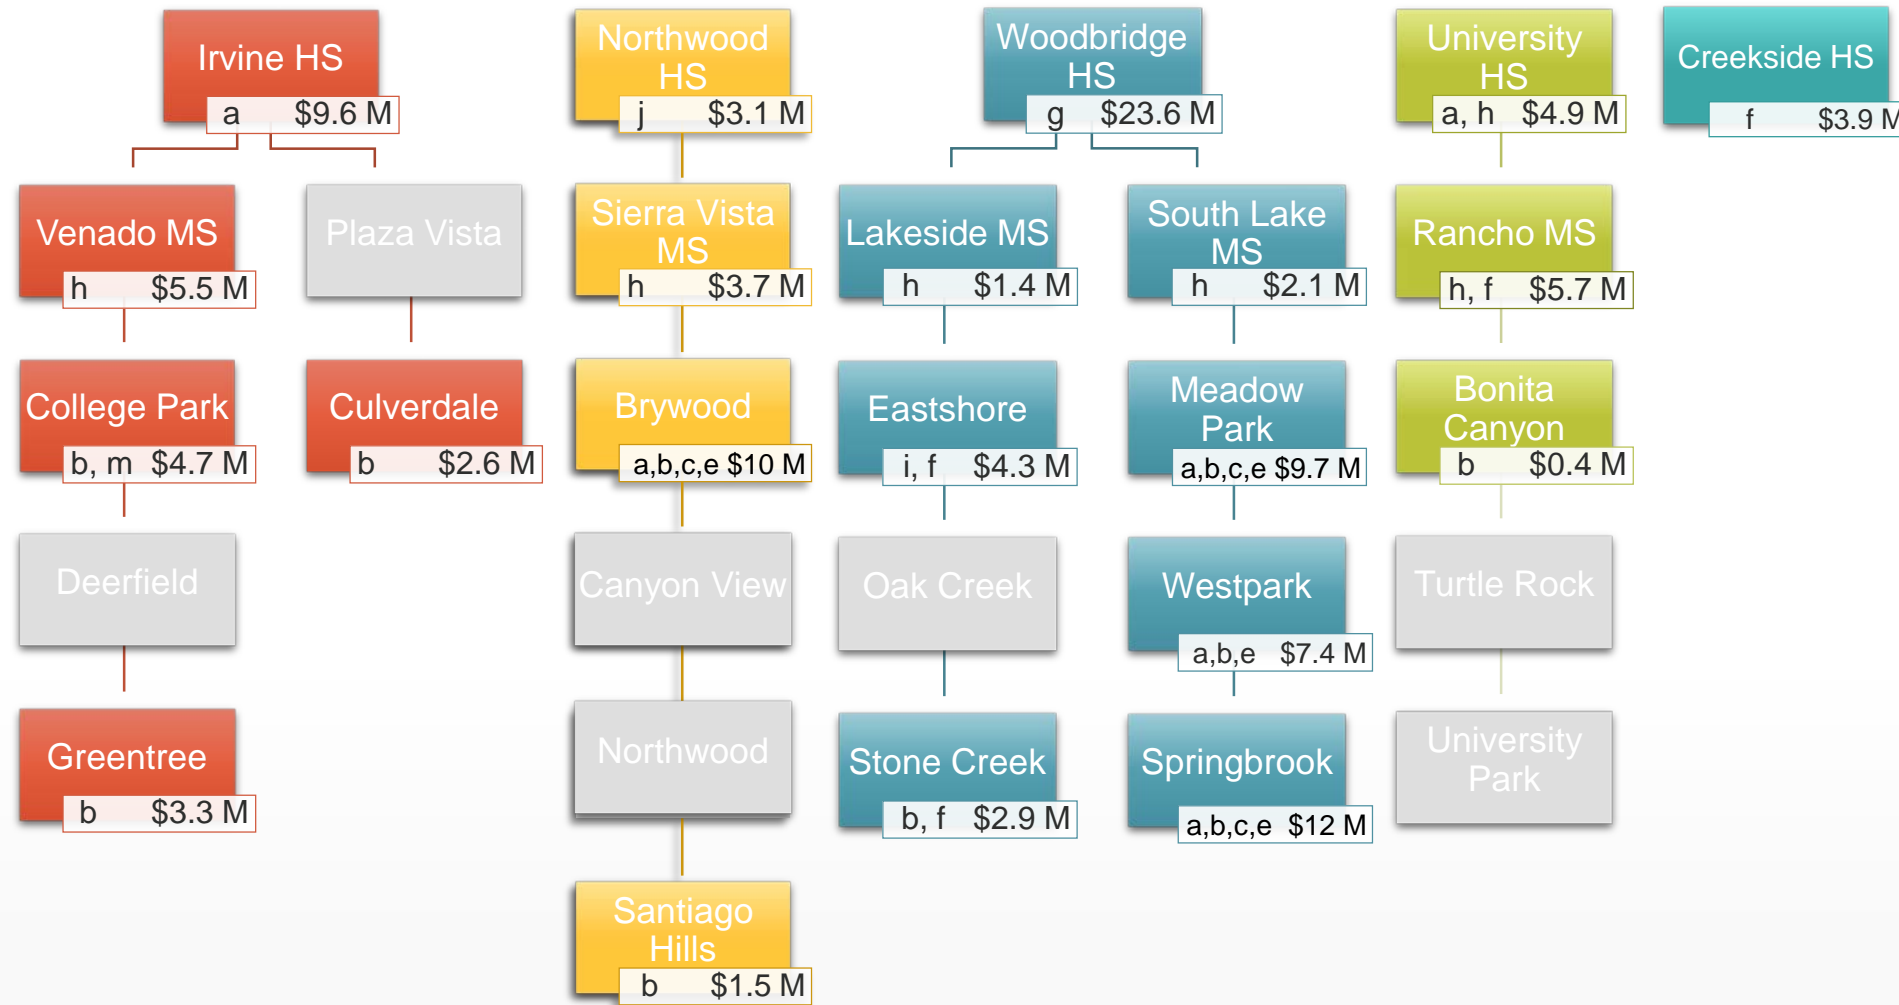 Irvine HS
a $9.6 M
Northwood
HS
j $3.1 M
Woodbridge
HS
g $23.6 M
University
HS
a, h $4.9 M
Creekside HS
f $3.9 M
Venado MS
h $5.5 M
Plaza Vista
Sierra Vista
MS
h $3.7 M
Lakeside MS
h $1.4 M
South Lake
MS
h $2.1 M
Rancho MS
h, f $5.7 M
College Park
b, m $4.7 M
Culverdale
b $2.6 M
Brywood
a,b,c,e $10 M
Eastshore
i, f $4.3 M
Meadow
Park
a,b,c,e $9.7 M
Bonita
Canyon
b $0.4 M
Deerfield
Canyon View
Oak Creek
Westpark
a,b,e $7.4 M
Turtle Rock
Greentree
b $3.3 M
Northwood
Stone Creek
b, f $2.9 M
Springbrook
a,b,c,e $12 M
University
Park
Santiago
Hills
b $1.5 M